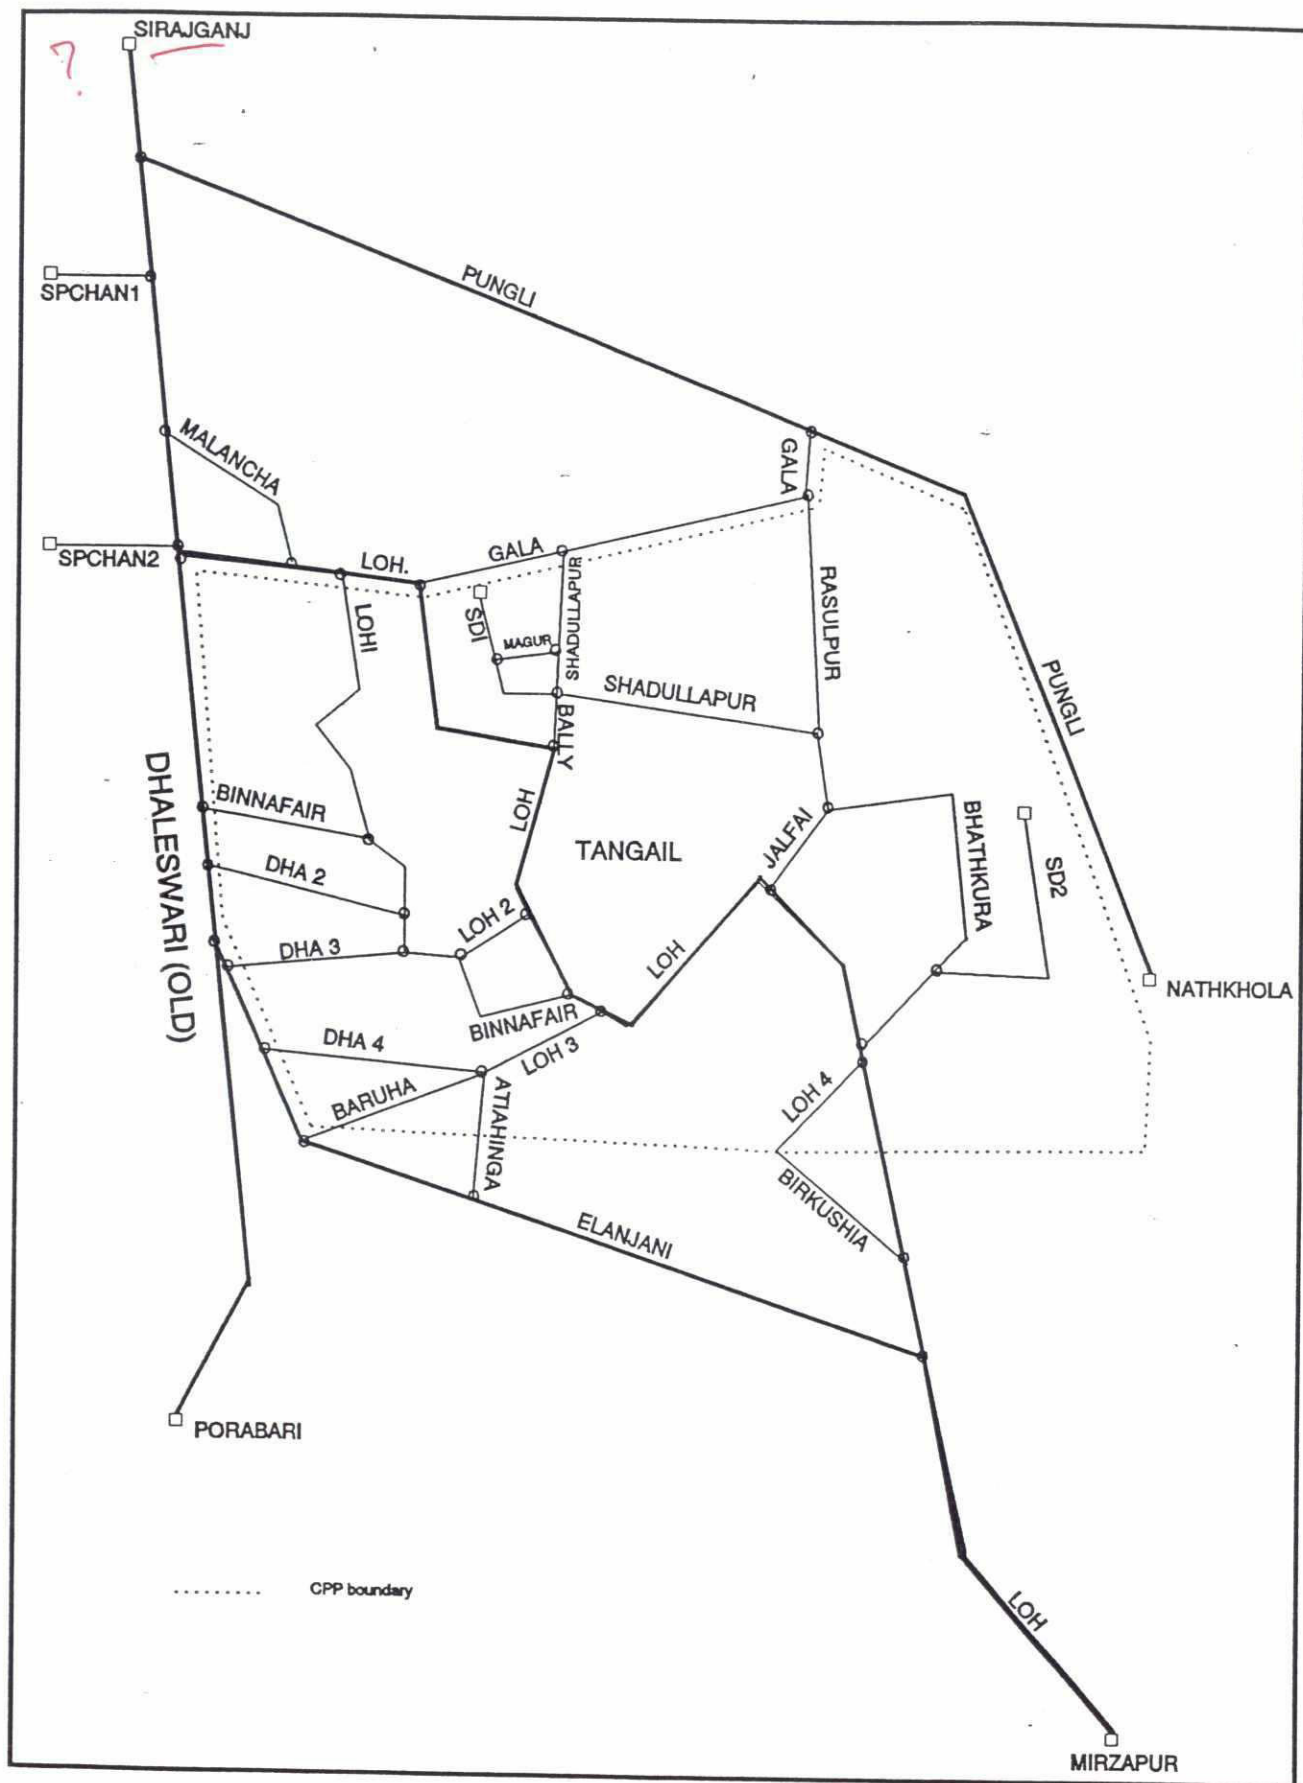 ?
SIRAJGANJ
SPCHAN1
PUNGLI
MALANCHA
GALA
SPCHAN2
LOH.
GALA
SHADULLAPUR
SDI
MAGUR
LOHI
RASULPUR
SHADULLAPUR
BALLY
PUNGLI
DHALESWARI (OLD)
BINNAFAIR
LOH
TANGAIL
JALFAI
BHATHKURA
SD2
DHA 2
LOH 2
DHA 3
LOH
NATHKHOLA
BINNAFAIR
DHA 4
LOH 3
BARUHA
ATIAHINGA
LOH 4
BIRKUSHIA
ELANJANI
PORABARI
CPP boundary
LOH
MIRZAPUR